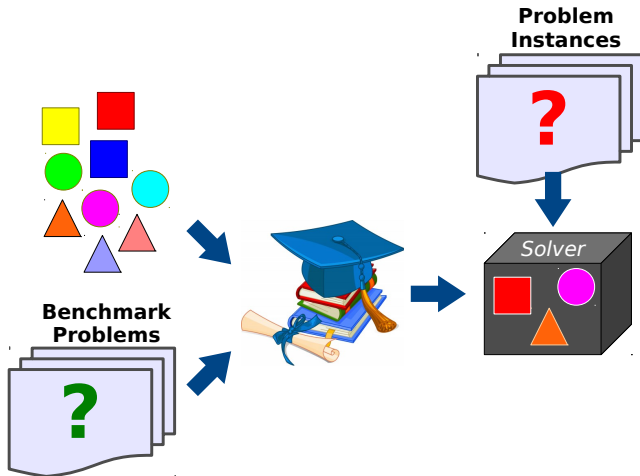 Problem
Instances
?
Solver
Benchmark
Problems
?